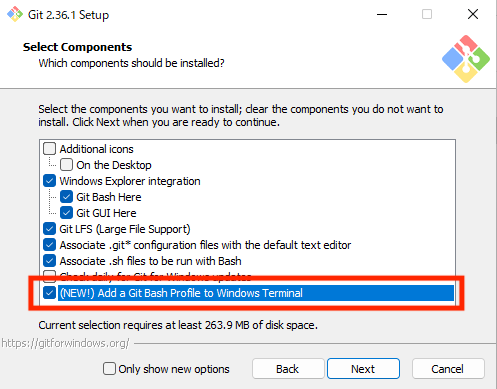 Git 2.36.1 Setup
Select Components
Which components should be installed?
Select the components you want to install; clear the components you do not want to
install. Click Next when you are ready to continue.
Additional icons
On the Desktop
Windows Explorer integration
Git Bash Here
Git GUI Here
Git LFS (Large File Support)
Associate .git* configuration files with the default text editor
Associate .sh files to be run with Bash
Check daily for Git for Windows updates
(NEW!) Add a Git Bash Profile to Windows Terminal
Current selection requires at least 263.9 MB of disk space.
https://gitforwindows.org/
Only show new options
Back
Next
Cancel